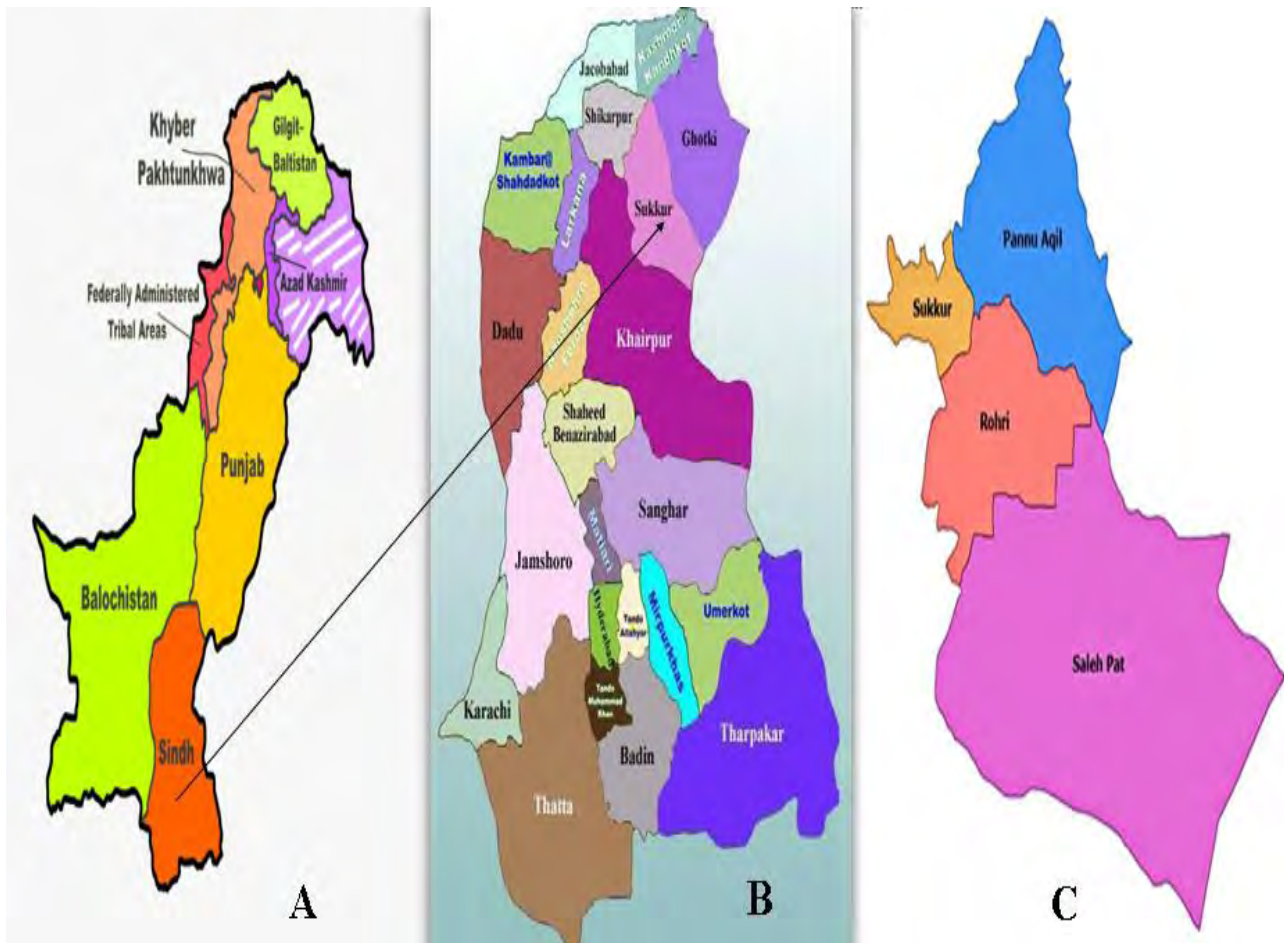 Khyber
Pakhtunkhwa
Gilgit-
Baltistan
Azad Kashmir
Federally Administered
Tribal Areas
Punjab
Balochistan
Sindh
A
Jacobabad
Kashmor
Kandhkot
Shikarpur
Ghotki
Kambar@
Shahdadkot
Larkana
Sukkur
Dadu
Khairpur
Shaheed
Benazirabad
Sanghar
Matiari
Jamshoro
Hyderabad
Tando
Allahyar
Mirpurkhas
Umerkot
Karachi
Tando
Muhammad
Khan
Badin
Tharpakar
Thatta
B
Pannu Aqil
Sukkur
Rohri
Saleh Pat
C